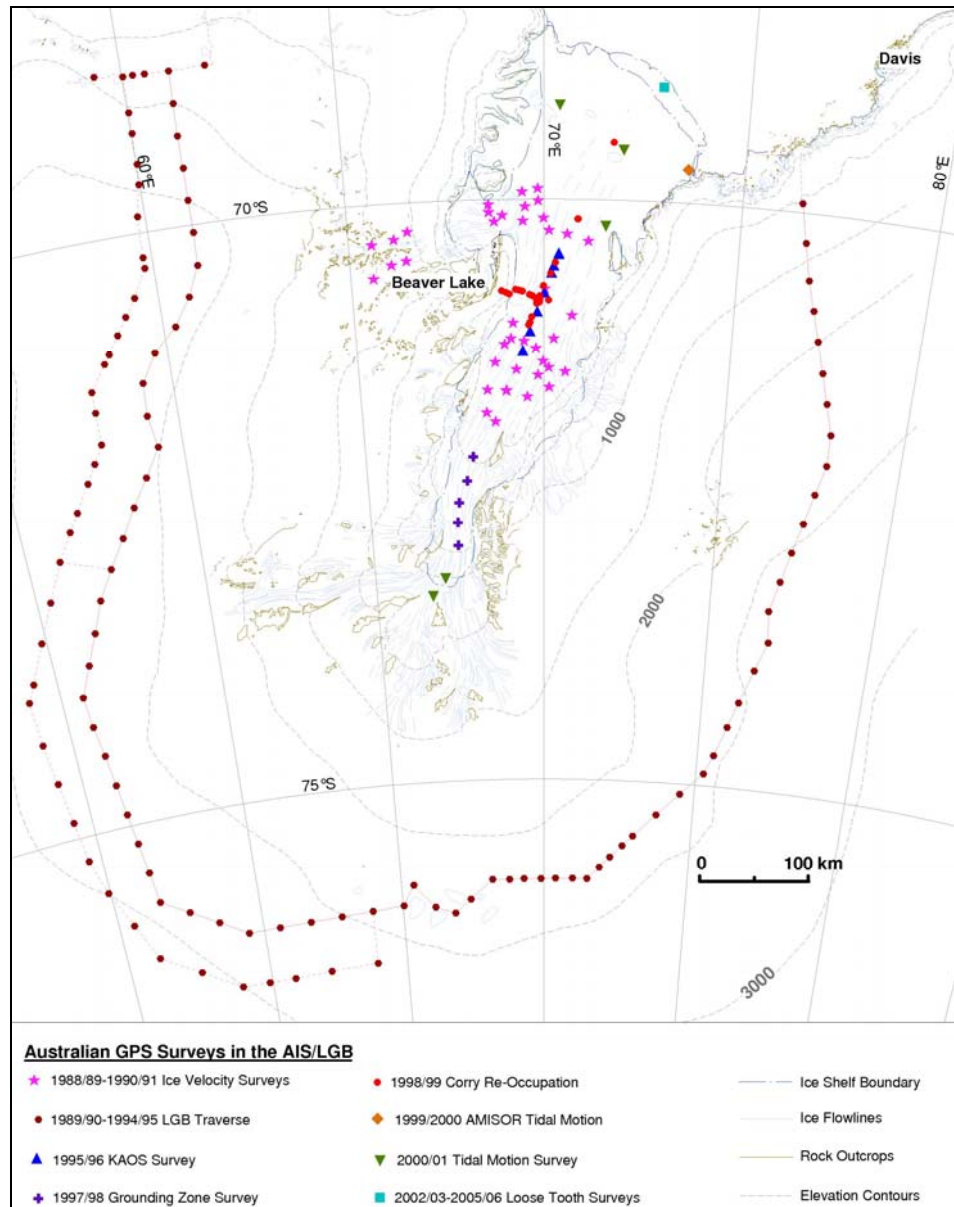 Davis
60°E
70°E
80°E
70°S
Beaver Lake
1000
2000
75°S
0 100 km
3000
Australian GPS Surveys in the AIS/LGB
1988/89-1990/91 Ice Velocity Surveys
1998/99 Corry Re-Occupation
Ice Shelf Boundary
1989/90-1994/95 LGB Traverse
1999/2000 AMISOR Tidal Motion
Ice Flowlines
1995/96 KAOS Survey
2000/01 Tidal Motion Survey
Rock Outcrops
1997/98 Grounding Zone Survey
2002/03-2005/06 Loose Tooth Surveys
Elevation Contours